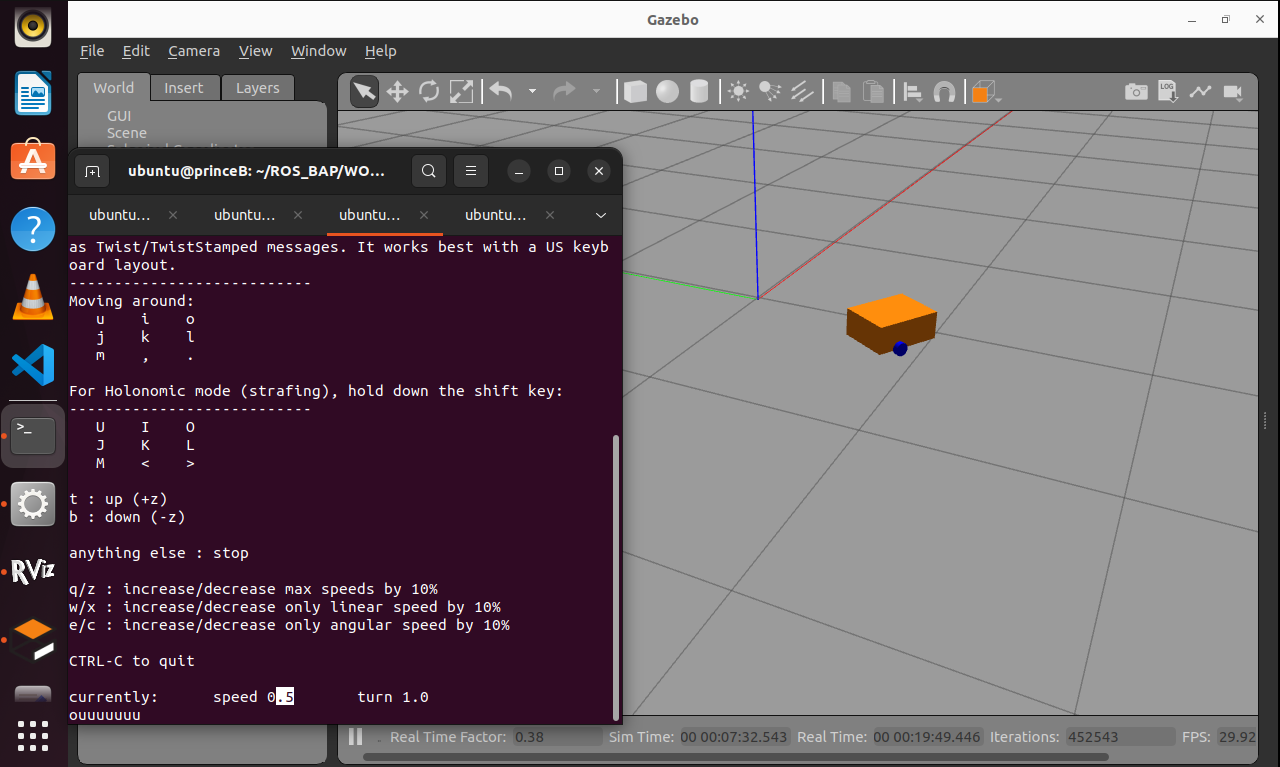 Gazebo
File Edit Camera View Window Help
World Insert Layers
LOG
GUI
Scene
ubuntu@princeB: ~/ROS_BAP/WO...
ubuntu... ubuntu... ubuntu... ubuntu...
as Twist/TwistStamped messages. It works best with a US keyb
oard layout.
---------------------------
Moving around:
u i o
j k l
m , .
For Holonomic mode (strafing), hold down the shift key:
---------------------------
U I O
J K L
M < >
t : up (+z)
b : down (-z)
anything else : stop
q/z : increase/decrease max speeds by 10%
w/x : increase/decrease only linear speed by 10%
e/c : increase/decrease only angular speed by 10%
CTRL-C to quit
currently: speed 0.5 turn 1.0
ouuuuuuu
RViz
Real Time Factor: 0.38 Sim Time: 00 00:07:32.543 Real Time: 00 00:19:49.446 Iterations: 452543 FPS: 29.92